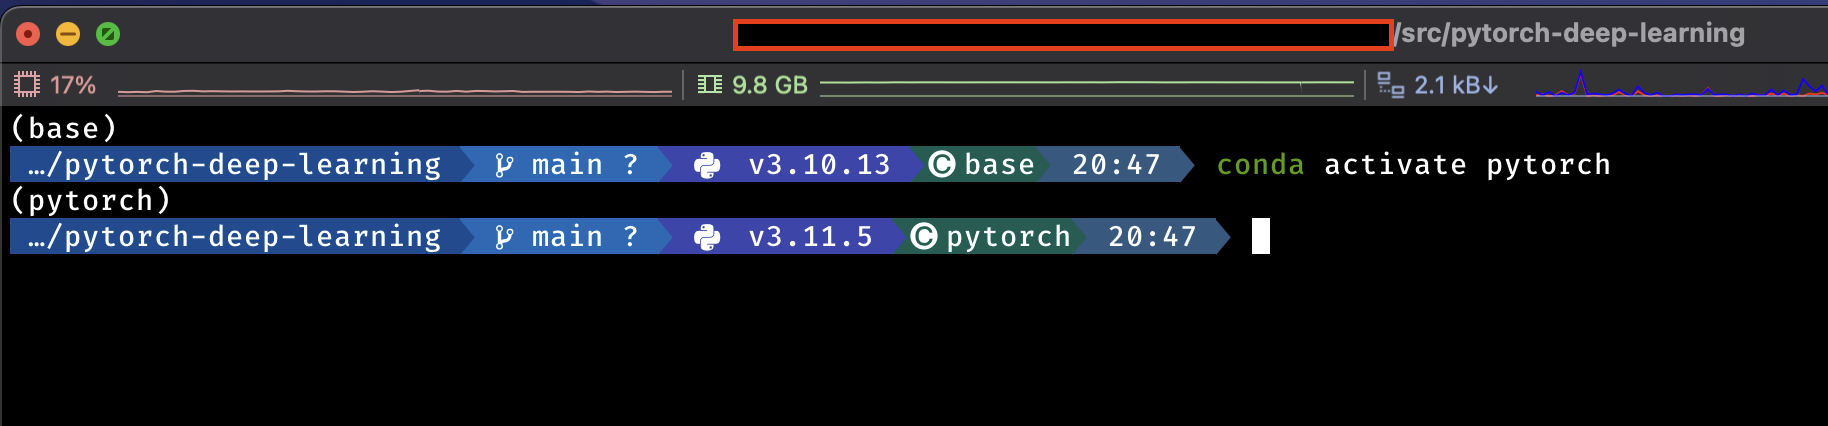 /src/pytorch-deep-learning
17% 9.8 GB 2.1 kB↓
(base)
…/pytorch-deep-learning main ? v3.10.13 © base 20:47 conda activate pytorch
(pytorch)
…/pytorch-deep-learning main ? v3.11.5 © pytorch 20:47